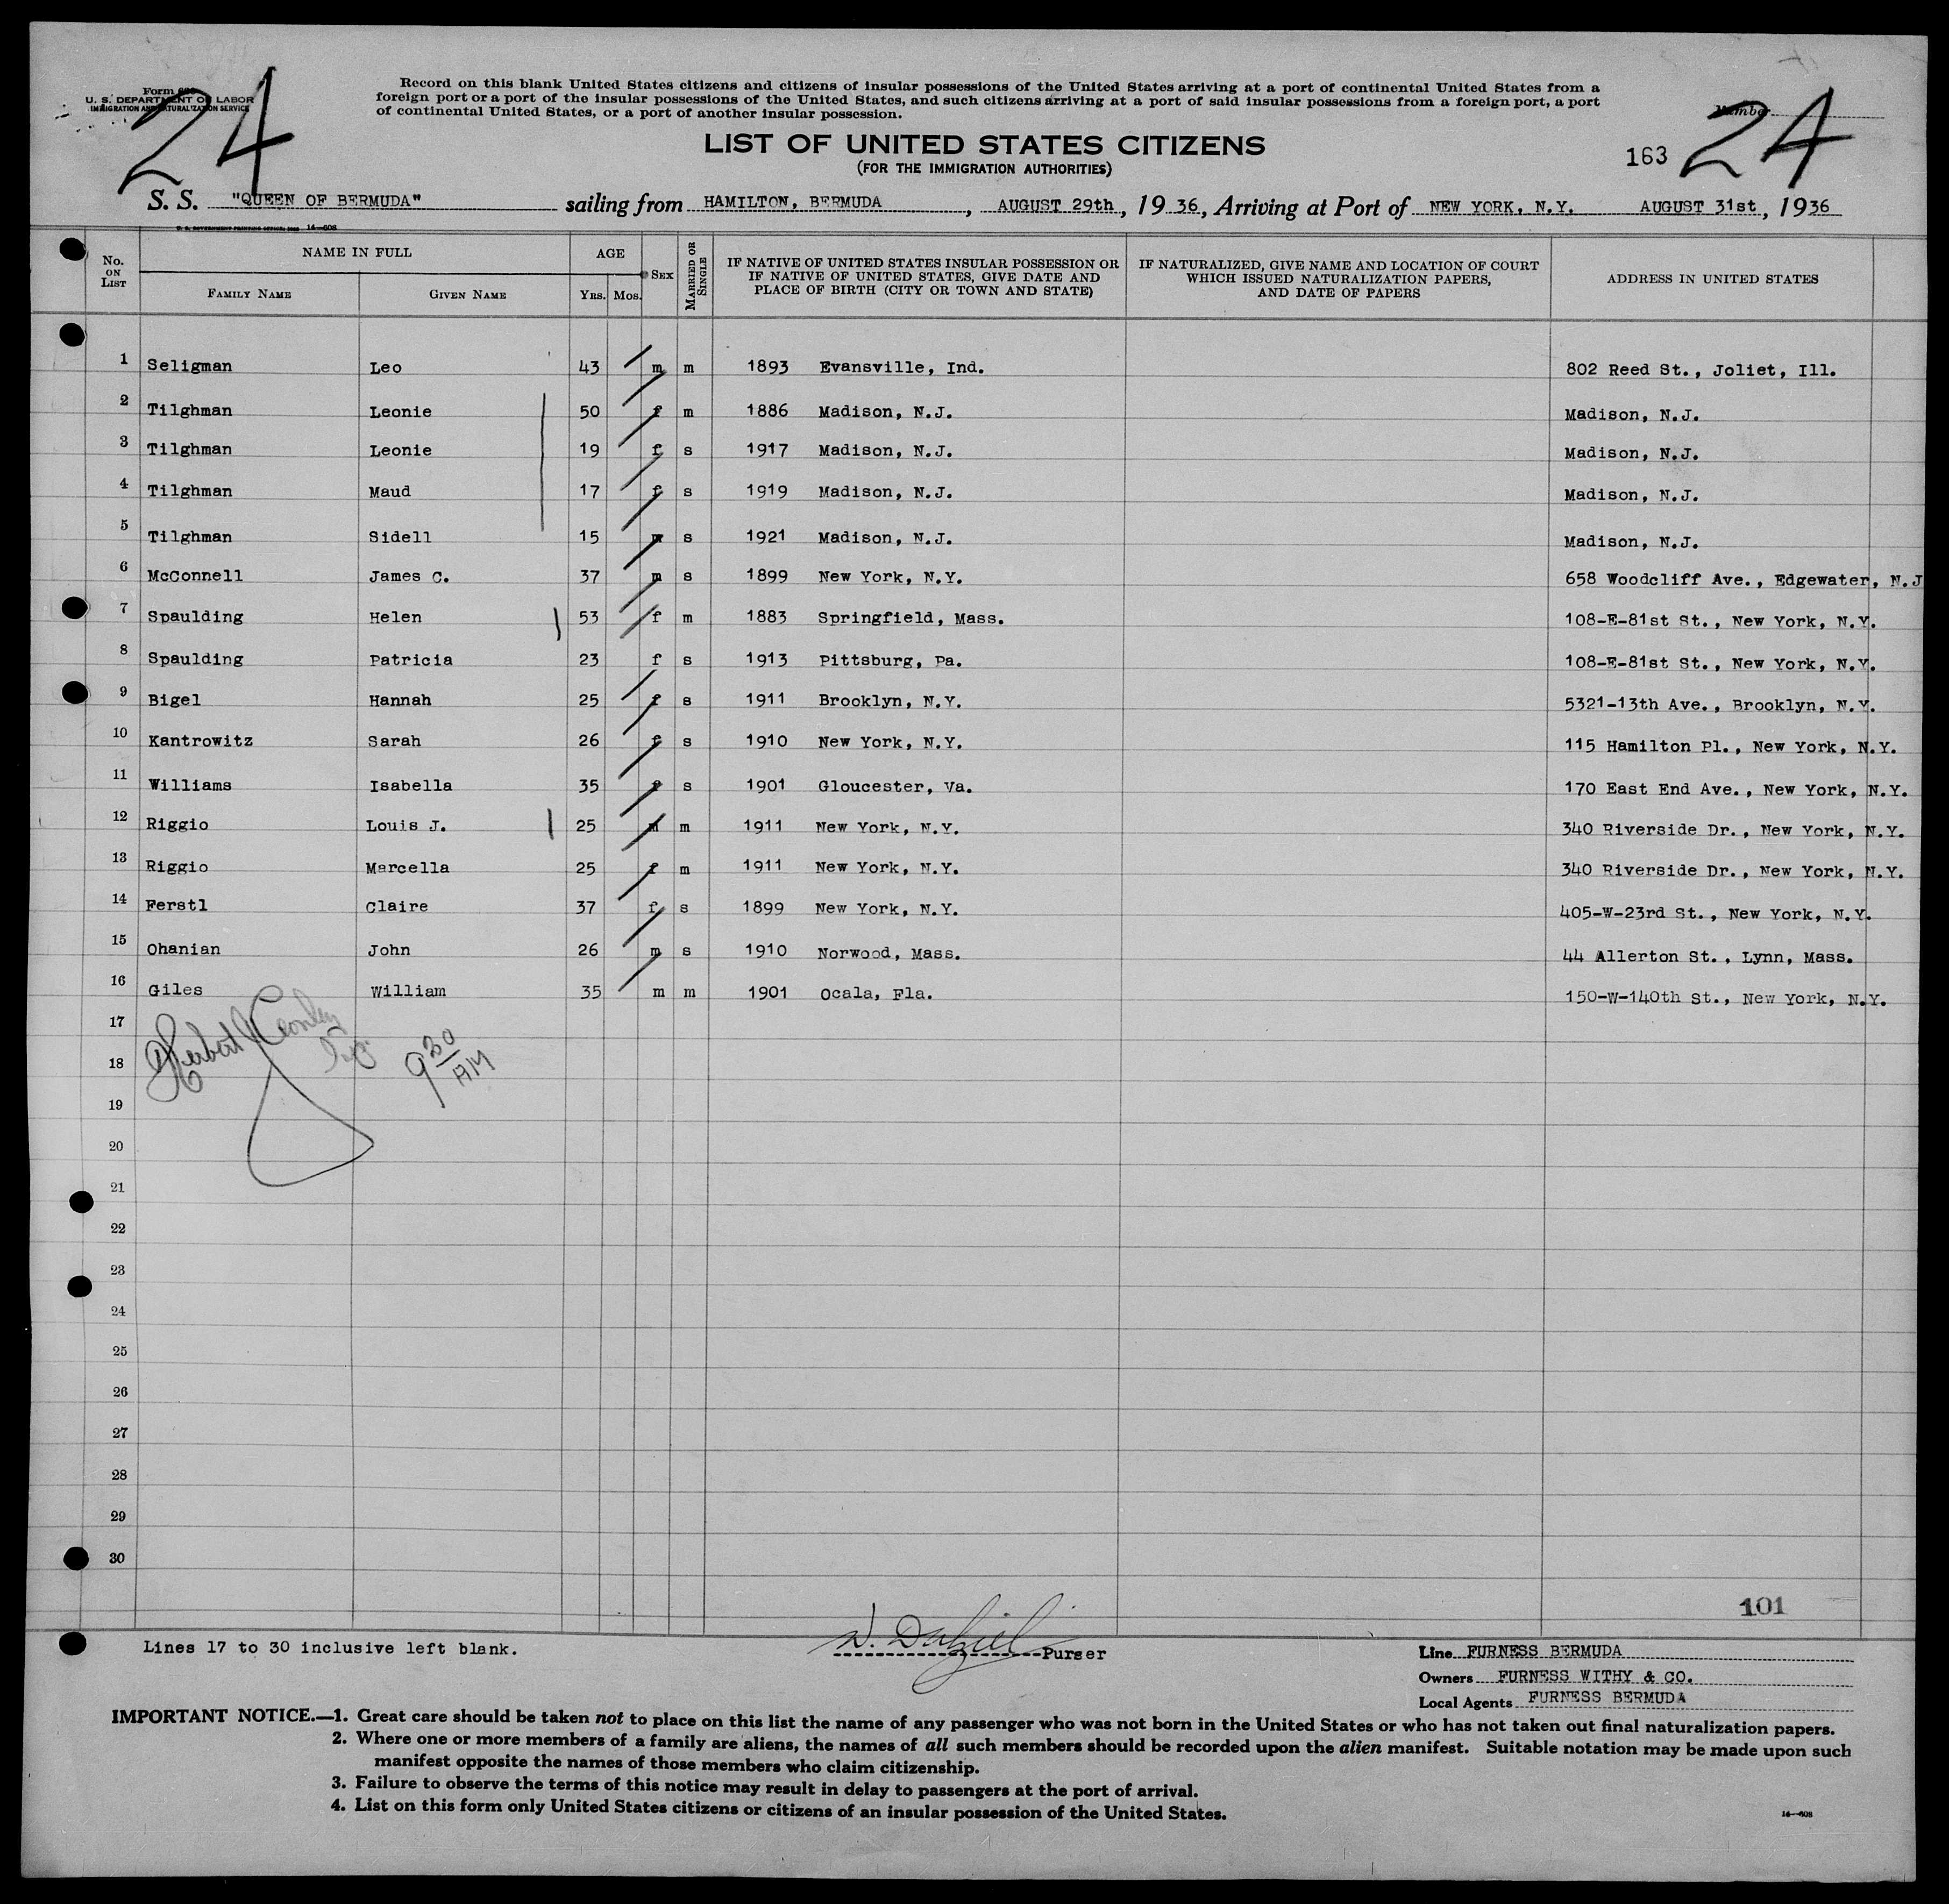 24
Form 630
U. S. DEPARTMENT OF LABOR
IMMIGRATION AND NATURALIZATION SERVICE
Record on this blank United States citizens and citizens of insular possessions of the United States arriving at a port of continental United States from a
foreign port or a port of the insular possessions of the United States, and such citizens arriving at a port of said insular possessions from a foreign port, a port
of continental United States, or a port of another insular possession.
Number
24
LIST OF UNITED STATES CITIZENS
(FOR THE IMMIGRATION AUTHORITIES)
163
S. S. "QUEEN OF BERMUDA" sailing from HAMILTON, BERMUDA, AUGUST 29th, 1936, Arriving at Port of NEW YORK, N.Y. AUGUST 31st, 1936
14—608
No. ON LIST
NAME IN FULL
FAMILY NAME
GIVEN NAME
AGE
YRS. MOS.
SEX
MARRIED OR SINGLE
IF NATIVE OF UNITED STATES INSULAR POSSESSION OR
IF NATIVE OF UNITED STATES, GIVE DATE AND
PLACE OF BIRTH (CITY OR TOWN AND STATE)
IF NATURALIZED, GIVE NAME AND LOCATION OF COURT
WHICH ISSUED NATURALIZATION PAPERS,
AND DATE OF PAPERS
ADDRESS IN UNITED STATES
1 Seligman Leo 43 m m 1893 Evansville, Ind. 802 Reed St., Joliet, Ill.
2 Tilghman Leonie 50 f m 1886 Madison, N.J. Madison, N.J.
3 Tilghman Leonie 19 f s 1917 Madison, N.J. Madison, N.J.
4 Tilghman Maud 17 f s 1919 Madison, N.J. Madison, N.J.
5 Tilghman Sidell 15 m s 1921 Madison, N.J. Madison, N.J.
6 McConnell James C. 37 m s 1899 New York, N.Y. 658 Woodcliff Ave., Edgewater, N.J
7 Spaulding Helen 53 f m 1883 Springfield, Mass. 108-E-81st St., New York, N.Y.
8 Spaulding Patricia 23 f s 1913 Pittsburg, Pa. 108-E-81st St., New York, N.Y.
9 Bigel Hannah 25 f s 1911 Brooklyn, N.Y. 5321-13th Ave., Brooklyn, N.Y.
10 Kantrowitz Sarah 26 f s 1910 New York, N.Y. 115 Hamilton Pl., New York, N.Y.
11 Williams Isabella 35 f s 1901 Gloucester, Va. 170 East End Ave., New York, N.Y.
12 Riggio Louis J. 25 m m 1911 New York, N.Y. 340 Riverside Dr., New York, N.Y.
13 Riggio Marcella 25 f m 1911 New York, N.Y. 340 Riverside Dr., New York, N.Y.
14 Ferstl Claire 37 f s 1899 New York, N.Y. 405-W-23rd St., New York, N.Y.
15 Ohanian John 26 m s 1910 Norwood, Mass. 44 Allerton St., Lynn, Mass.
16 Giles William 35 m m 1901 Ocala, Fla. 150-W-140th St., New York, N.Y.
17
18 9 30 AM
19
20
21
22
23
24
25
26
27
28
29
30
101
Lines 17 to 30 inclusive left blank.
Purser
Line FURNESS BERMUDA
Owners FURNESS WITHY & CO.
Local Agents FURNESS BERMUDA
IMPORTANT NOTICE.—1. Great care should be taken not to place on this list the name of any passenger who was not born in the United States or who has not taken out final naturalization papers.
2. Where one or more members of a family are aliens, the names of all such members should be recorded upon the alien manifest. Suitable notation may be made upon such
manifest opposite the names of those members who claim citizenship.
3. Failure to observe the terms of this notice may result in delay to passengers at the port of arrival.
4. List on this form only United States citizens or citizens of an insular possession of the United States.
14—608